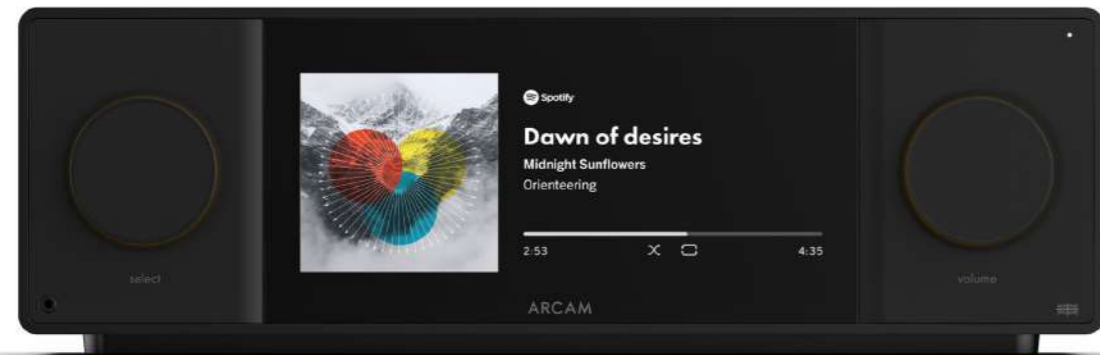 Spotify
Dawn of desires
Midnight Sunflowers
Orienteering
2:53
4:35
select
volume
ARCAM